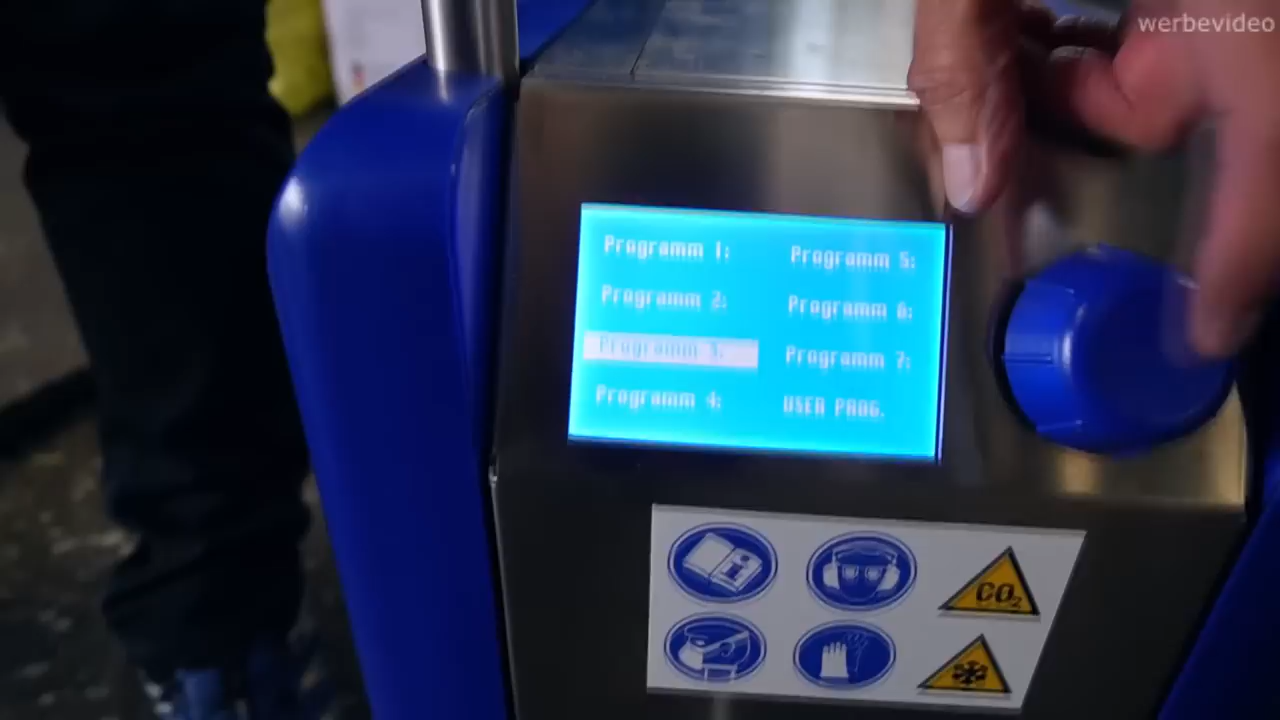 werbevideo
Programm 1:
Programm 2:
Programm 3:
Programm 4:
Programm 5:
Programm 6:
Programm 7:
USER PROG.
CO₂